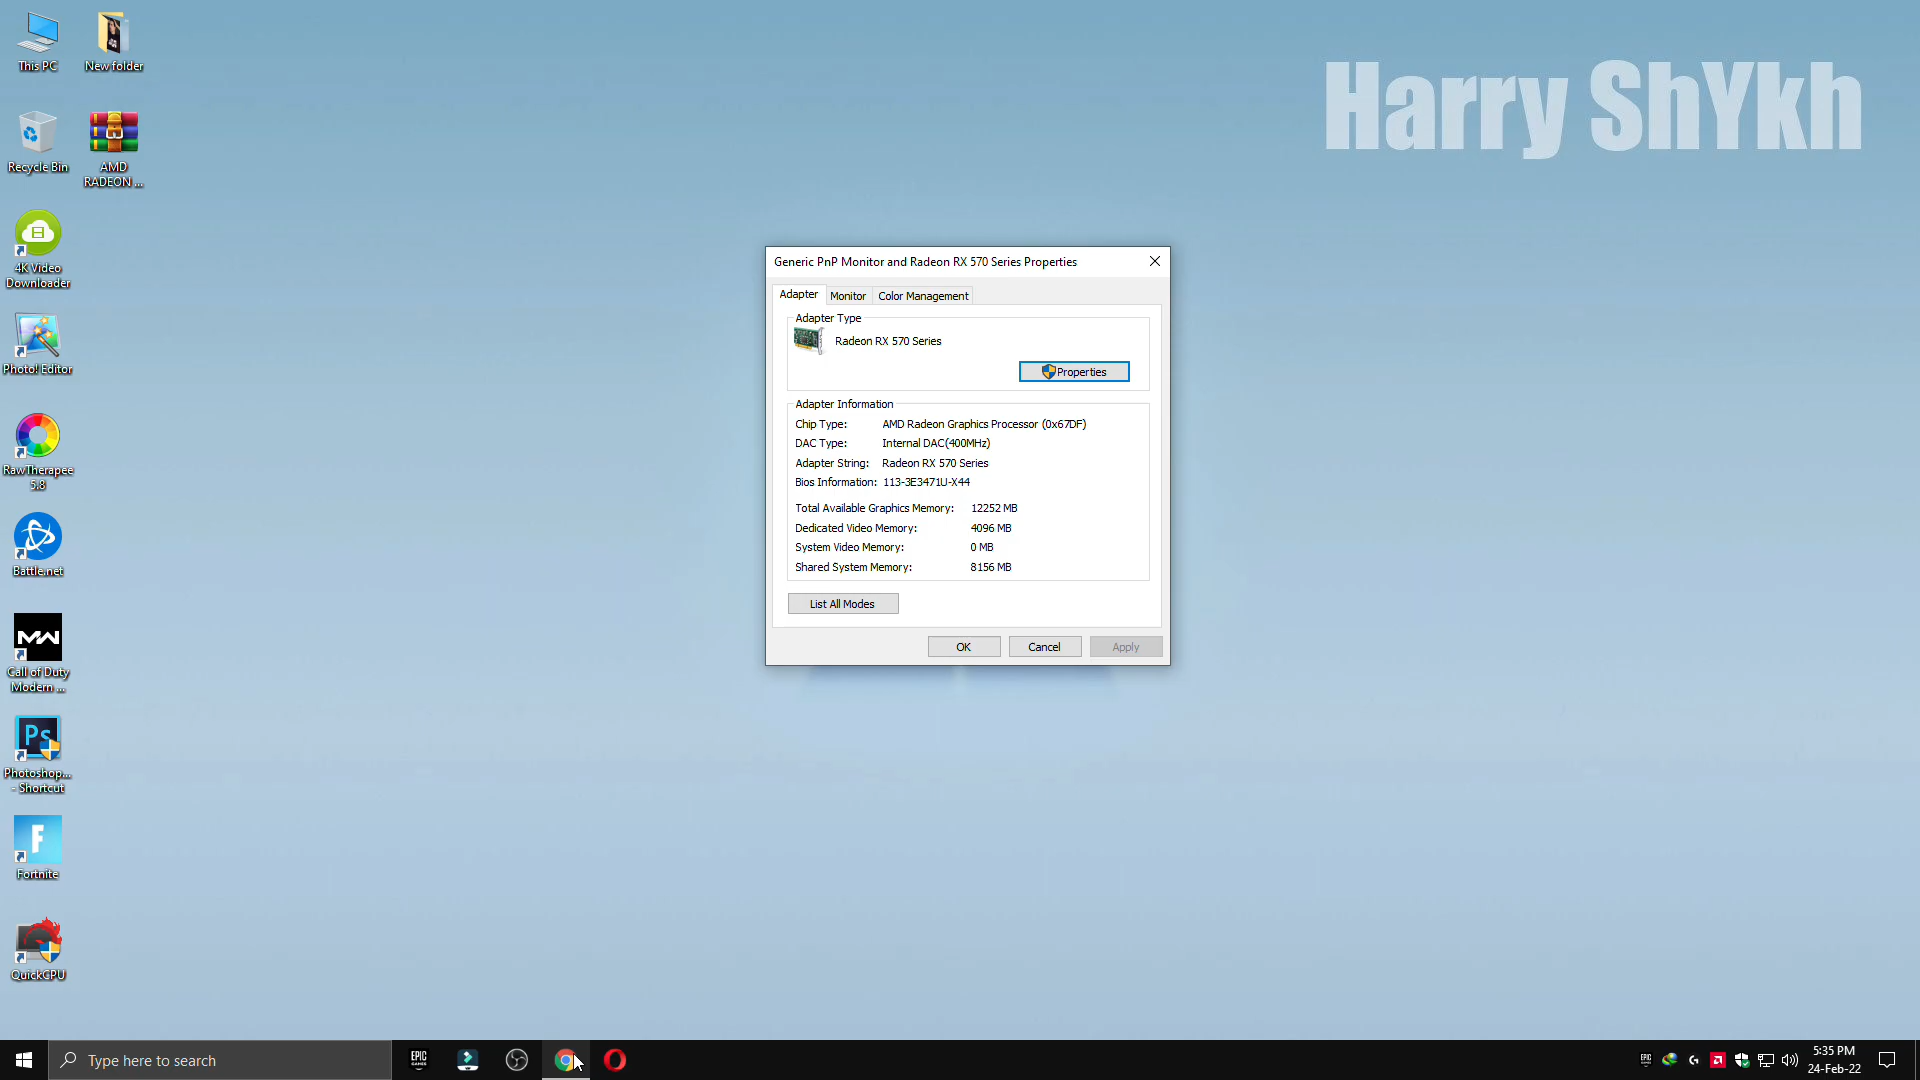 This PC
New folder
Harry ShYkh
Recycle Bin
AMD
RADEON ...
4K Video
Downloader
Generic PnP Monitor and Radeon RX 570 Series Properties
Adapter
Monitor
Color Management
Adapter Type
Radeon RX 570 Series
Properties
Adapter Information
Chip Type: AMD Radeon Graphics Processor (0x67DF)
DAC Type: Internal DAC(400MHz)
Adapter String: Radeon RX 570 Series
Bios Information: 113-3E3471U-X44
Total Available Graphics Memory: 12252 MB
Dedicated Video Memory: 4096 MB
System Video Memory: 0 MB
Shared System Memory: 8156 MB
List All Modes
OK
Cancel
Apply
Photo! Editor
RawTherapee
5.8
Battle.net
MW
Call of Duty
Modern ...
Ps
Photoshop...
- Shortcut
F
Fortnite
QuickCPU
Type here to search
EPIC
GAMES
EPIC
5:35 PM
24-Feb-22